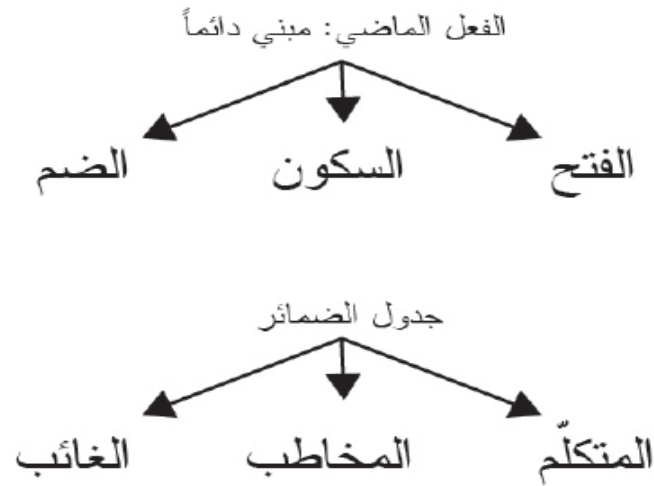 الفعل الماضي: مبني دائماً
الفتح السكون الضم
جدول الضمائر
المتكلّم المخاطب الغائب